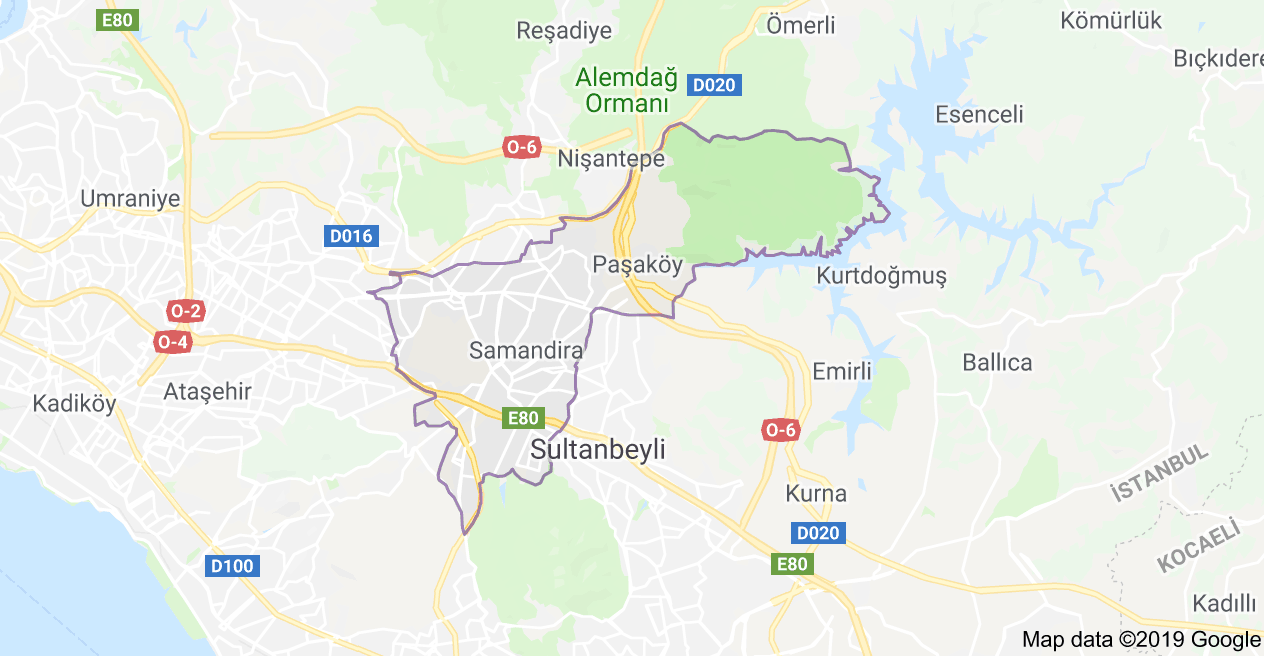 E80
Reşadiye
Ömerli
Kömürlük
Bıçkıdere
Alemdağ
Ormanı
D020
Esenceli
O-6
Nişantepe
Umraniye
D016
Paşaköy
Kurtdoğmuş
O-2
O-4
Samandira
Ballıca
Emirli
Ataşehir
Kadiköy
E80
O-6
Sultanbeyli
İSTANBUL
Kurna
D020
KOCAELİ
D100
E80
Kadıllı
Map data ©2019 Google